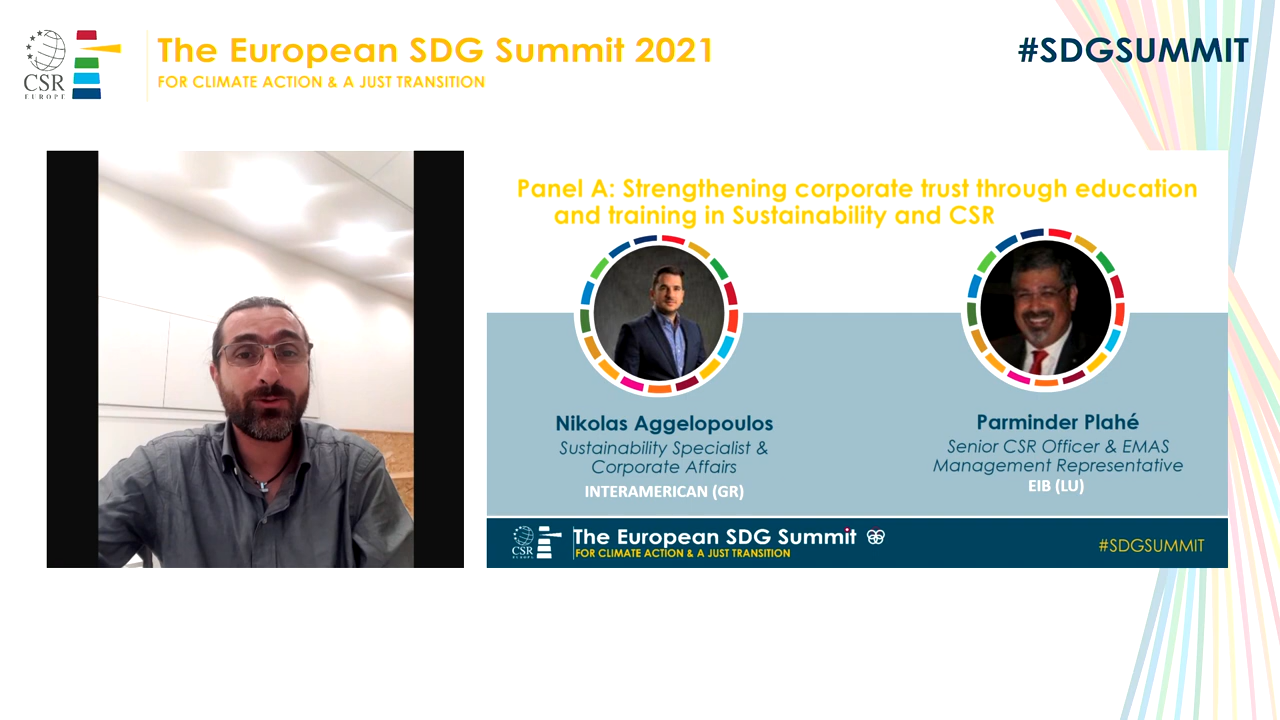 CSR
EUROPE
The European SDG Summit 2021
FOR CLIMATE ACTION & A JUST TRANSITION
#SDGSUMMIT
Panel A: Strengthening corporate trust through education
and training in Sustainability and CSR
Nikolas Aggelopoulos
Sustainability Specialist &
Corporate Affairs
INTERAMERICAN (GR)
Parminder Plahé
Senior CSR Officer & EMAS
Management Representative
EIB (LU)
CSR
EUROPE
The European SDG Summit
FOR CLIMATE ACTION & A JUST TRANSITION
#SDGSUMMIT